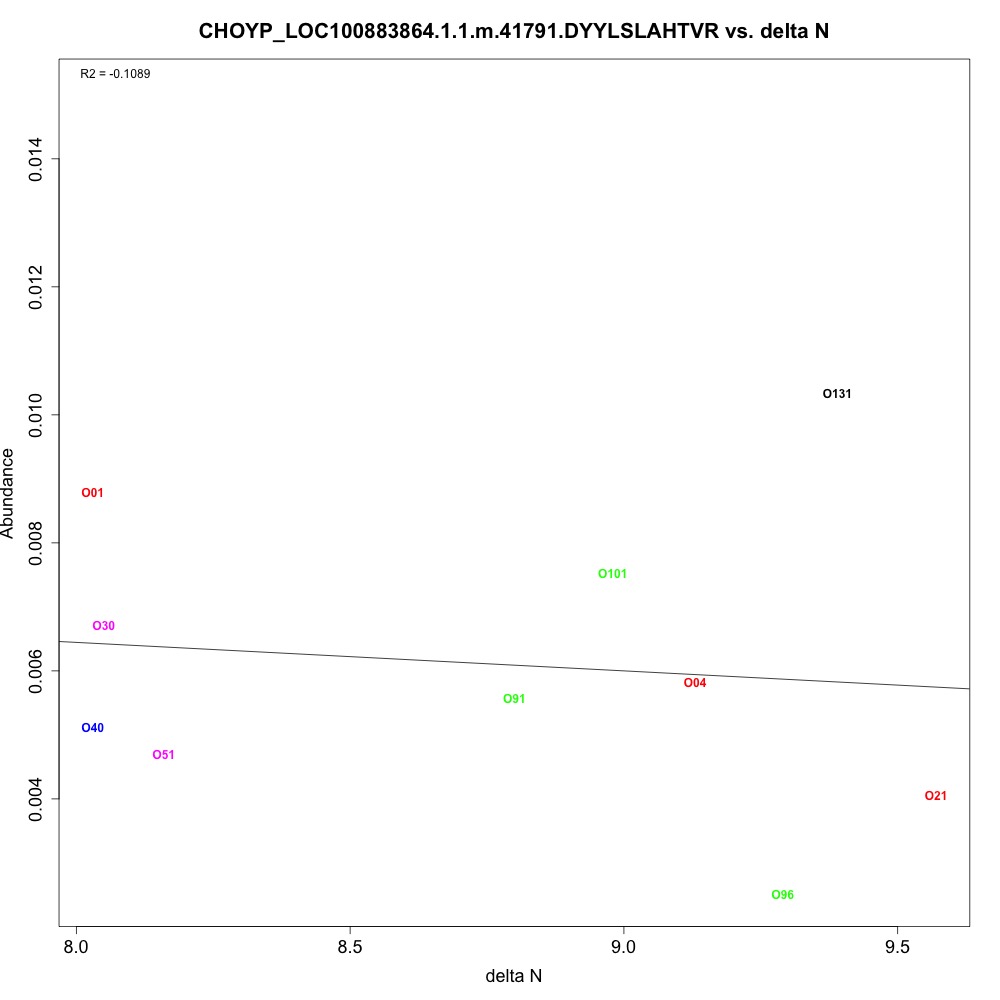 CHOYP_LOC100883864.1.1.m.41791.DYYLSLAHTVR vs. delta N
R2 = -0.1089
0.014
0.012
0.010
0.008
0.006
0.004
Abundance
O131
O01
O101
O30
O04
O91
O40
O51
O21
O96
8.0 8.5 9.0 9.5
delta N